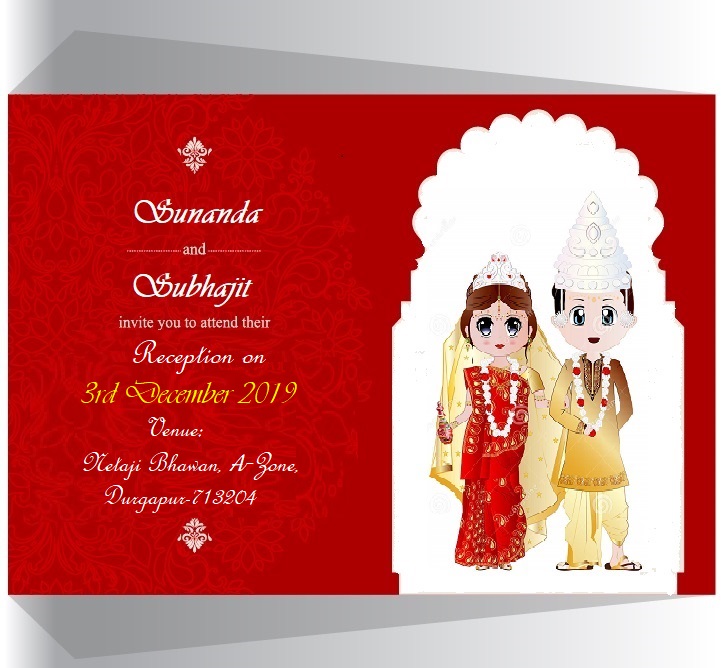 Sunanda
and
Subhajit
invite you to attend their
Reception on
3rd December 2019
Venue:
Netaji Bhawan, A-Zone,
Durgapur-713204